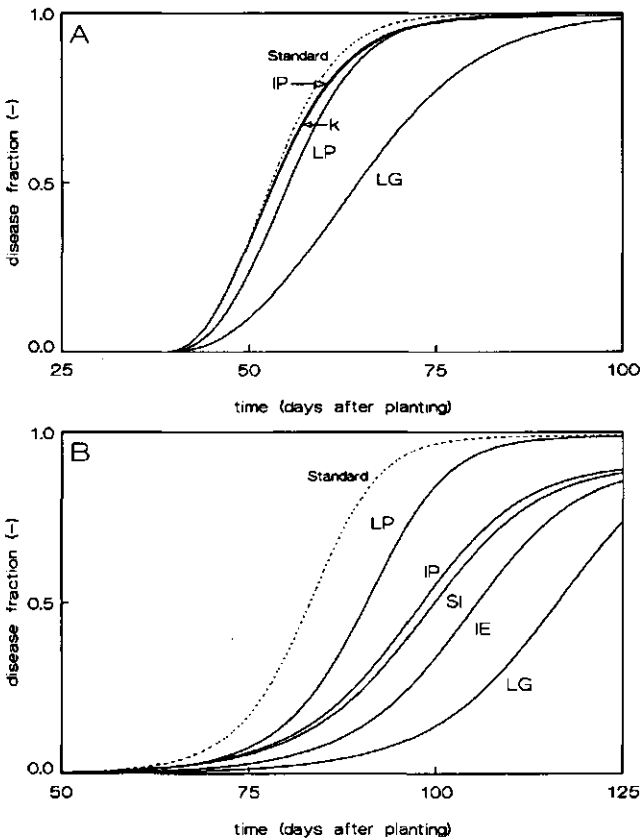 A
1.0
Standard
IP
k
LP
LG
0.5
disease fraction (-)
0.0
25 50 75 100
time (days after planting)
B
1.0
Standard
LP
IP
SI
IE
LG
0.5
disease fraction (-)
0.0
50 75 100 125
time (days after planting)